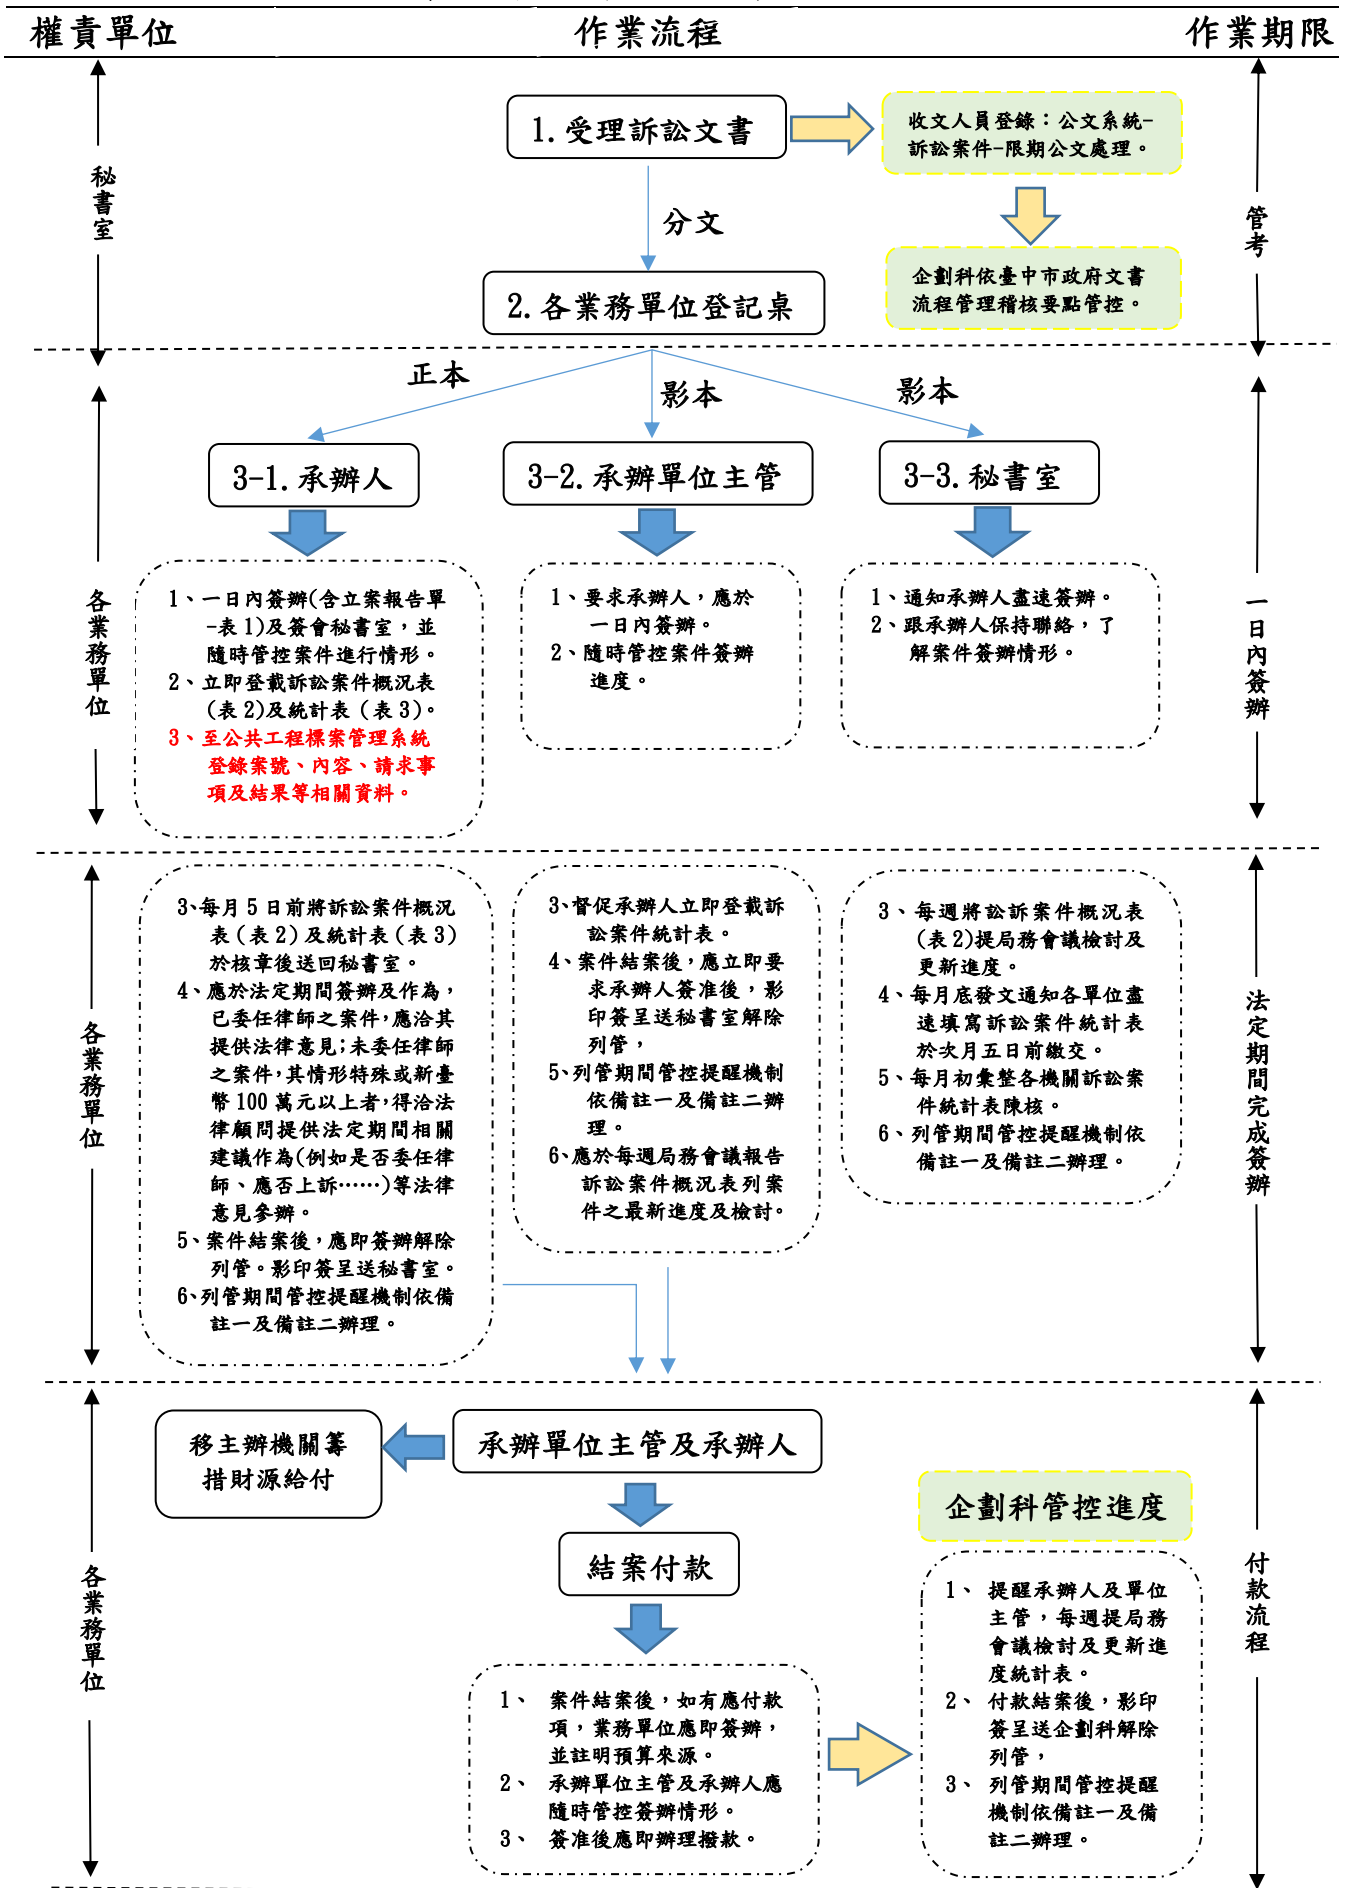 權責單位
作業流程
作業期限
秘書室
1.受理訴訟文書
收文人員登錄：公文系統-
訴訟案件-限期公文處理。
分文
2.各業務單位登記桌
企劃科依臺中市政府文書
流程管理稽核要點管控。
管考
正本
影本
影本
各業務單位
3-1.承辦人
3-2.承辦單位主管
3-3.秘書室
1、一日內簽辦(含立案報告單
-表1)及簽會秘書室，並
隨時管控案件進行情形。
2、立即登載訴訟案件概況表
(表2)及統計表（表3)。
3、至公共工程標案管理系統
登錄案號、內容、請求事
項及結果等相關資料。
1、要求承辦人，應於
一日內簽辦。
2、隨時管控案件簽辦
進度。
1、通知承辦人盡速簽辦。
2、跟承辦人保持聯絡，了
解案件簽辦情形。
一日內簽辦
各業務單位
3、每月5日前將訴訟案件概況
表（表2）及統計表（表3）
於核章後送回秘書室。
4、應於法定期間簽辦及作為，
已委任律師之案件，應洽其
提供法律意見；未委任律師
之案件，其情形特殊或新臺
幣100萬元以上者，得洽法
律顧問提供法定期間相關
建議作為(例如是否委任律
師、應否上訴……)等法律
意見參辦。
5、案件結案後，應即簽辦解除
列管。影印簽呈送秘書室。
6、列管期間管控提醒機制依備
註一及備註二辦理。
3、督促承辦人立即登載訴
訟案件統計表。
4、案件結案後，應立即要
求承辦人簽准後，影
印簽呈送秘書室解除
列管，
5、列管期間管控提醒機制
依備註一及備註二辦
理。
6、應於每週局務會議報告
訴訟案件概況表列案
件之最新進度及檢討。
3、每週將訟訴案件概況表
(表2)提局務會議檢討及
更新進度。
4、每月底發文通知各單位盡
速填寫訴訟案件統計表
於次月五日前繳交。
5、每月初彙整各機關訴訟案
件統計表陳核。
6、列管期間管控提醒機制依
備註一及備註二辦理。
法定期間完成簽辦
各業務單位
移主辦機關籌
措財源給付
承辦單位主管及承辦人
結案付款
1、 案件結案後，如有應付款
項，業務單位應即簽辦，
並註明預算來源。
2、 承辦單位主管及承辦人應
隨時管控簽辦情形。
3、 簽准後應即辦理撥款。
企劃科管控進度
1、 提醒承辦人及單位
主管，每週提局務
會議檢討及更新進
度統計表。
2、 付款結案後，影印
簽呈送企劃科解除
列管，
3、 列管期間管控提醒
機制依備註一及備
註二辦理。
付款流程